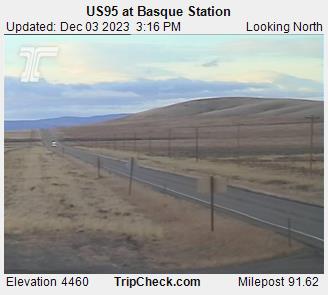 US95 at Basque Station
Updated: Dec 03 2023 3:16 PM Looking North
Elevation 4460 TripCheck.com Milepost 91.62